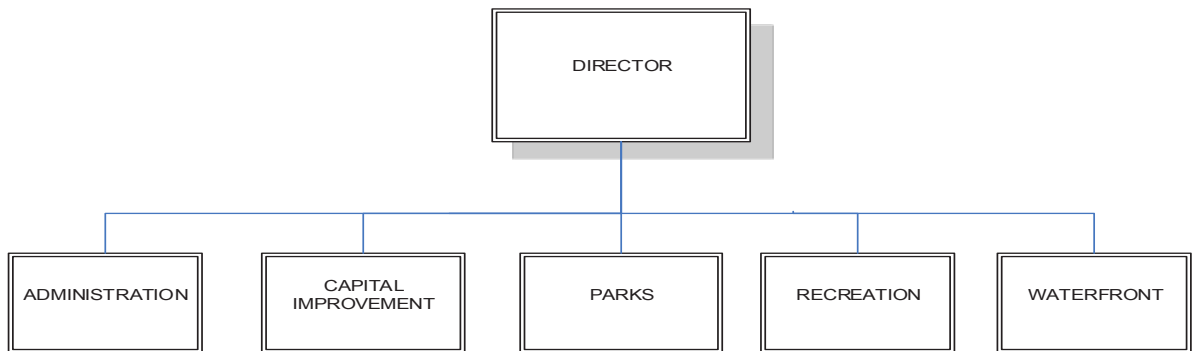 DIRECTOR
ADMINISTRATION
CAPITAL
IMPROVEMENT
PARKS
RECREATION
WATERFRONT